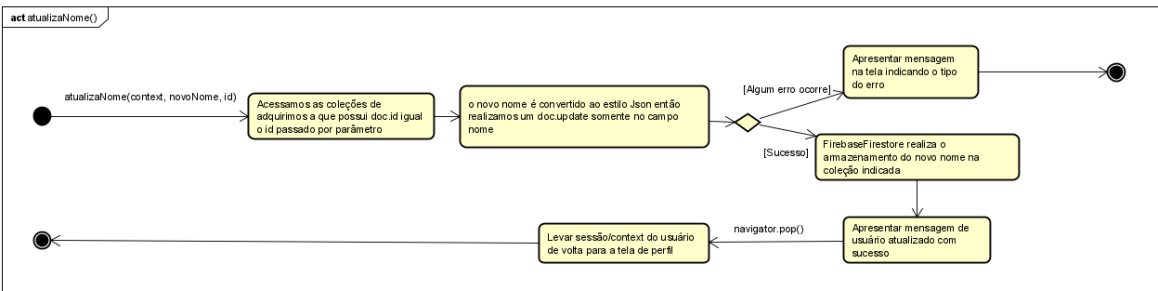 act atualizaNome()
atualizaNome(context, novoNome, id)
Acessamos as coleções de
adquirimos a que possui doc.id igual
o id passado por parâmetro
o novo nome é convertido ao estilo Json então
realizamos um doc.update somente no campo
nome
[Algum erro ocorre]
Apresentar mensagem
na tela indicando o tipo
do erro
[Sucesso]
FirebaseFirestore realiza o
armazenamento do novo nome na
coleção indicada
Apresentar mensagem de
usuário atualizado com
sucesso
navigator.pop()
Levar sessão/context do usuário
de volta para a tela de perfil